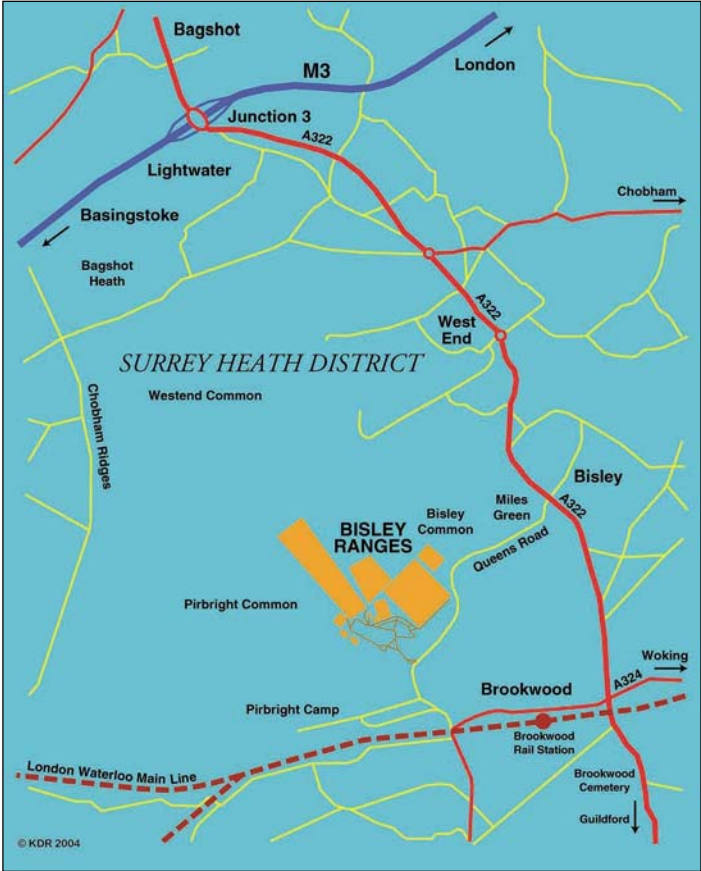 Bagshot
London
M3
Junction 3
A322
Lightwater
Chobham
Basingstoke
Bagshot
Heath
A322
West
End
SURREY HEATH DISTRICT
Westend Common
Chobham Ridges
Bisley
Miles
Green
A322
Bisley
Common
BISLEY
RANGES
Queens Road
Pirbright Common
Woking
A324
Brookwood
Pirbright Camp
Brookwood
Rail Station
London Waterloo Main Line
Brookwood
Cemetery
Guildford
© KDR 2004